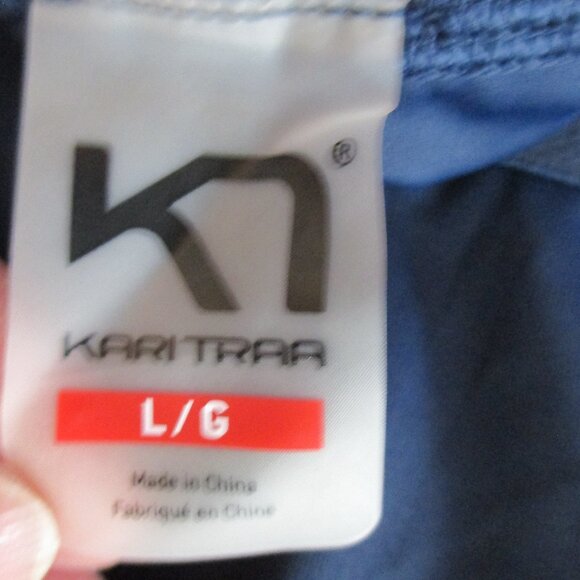 ®
KARI TRAA
L/G
Made in China
Fabriqué en Chine